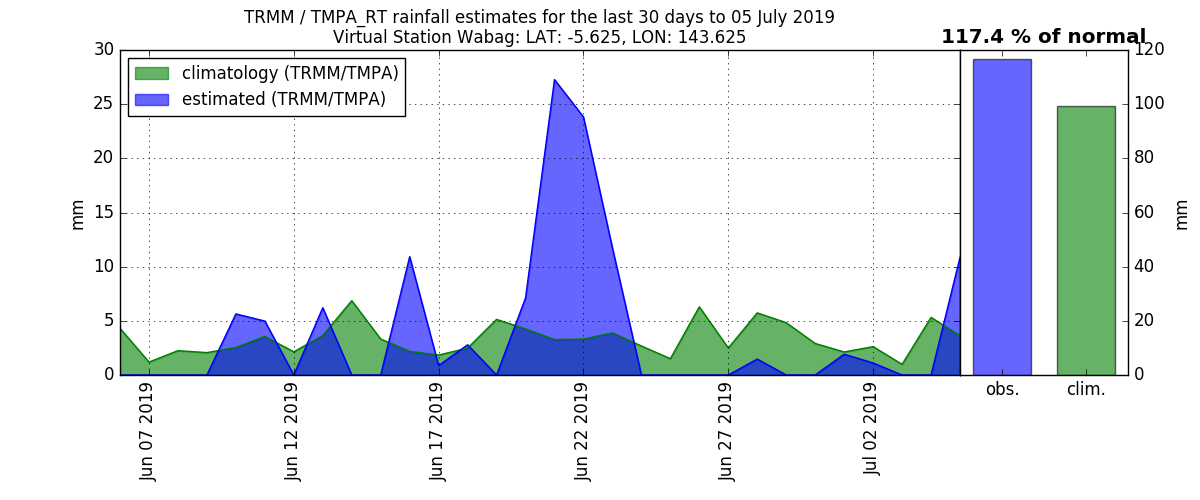 TRMM / TMPA_RT rainfall estimates for the last 30 days to 05 July 2019
Virtual Station Wabag: LAT: -5.625, LON: 143.625
117.4 % of normal
climatology (TRMM/TMPA)
estimated (TRMM/TMPA)
30
25
20
15
10
5
0
mm
Jun 07 2019
Jun 12 2019
Jun 17 2019
Jun 22 2019
Jun 27 2019
Jul 02 2019
obs.
clim.
120
100
80
60
40
20
0
mm